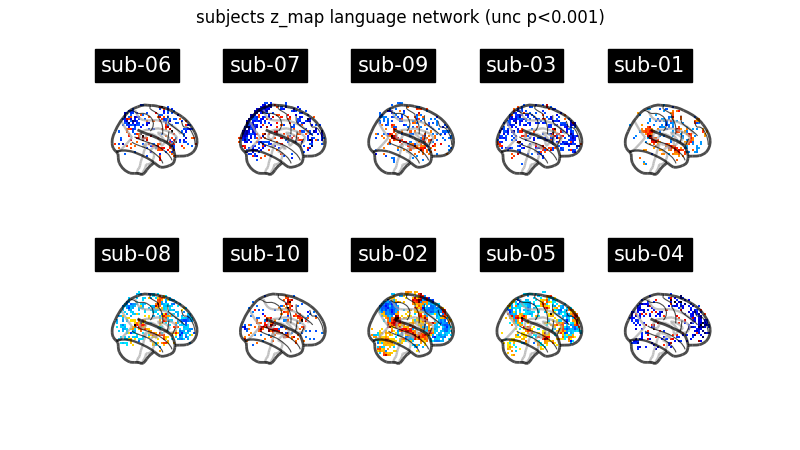 subjects z_map language network (unc p<0.001)
sub-06 sub-07 sub-09 sub-03 sub-01
sub-08 sub-10 sub-02 sub-05 sub-04